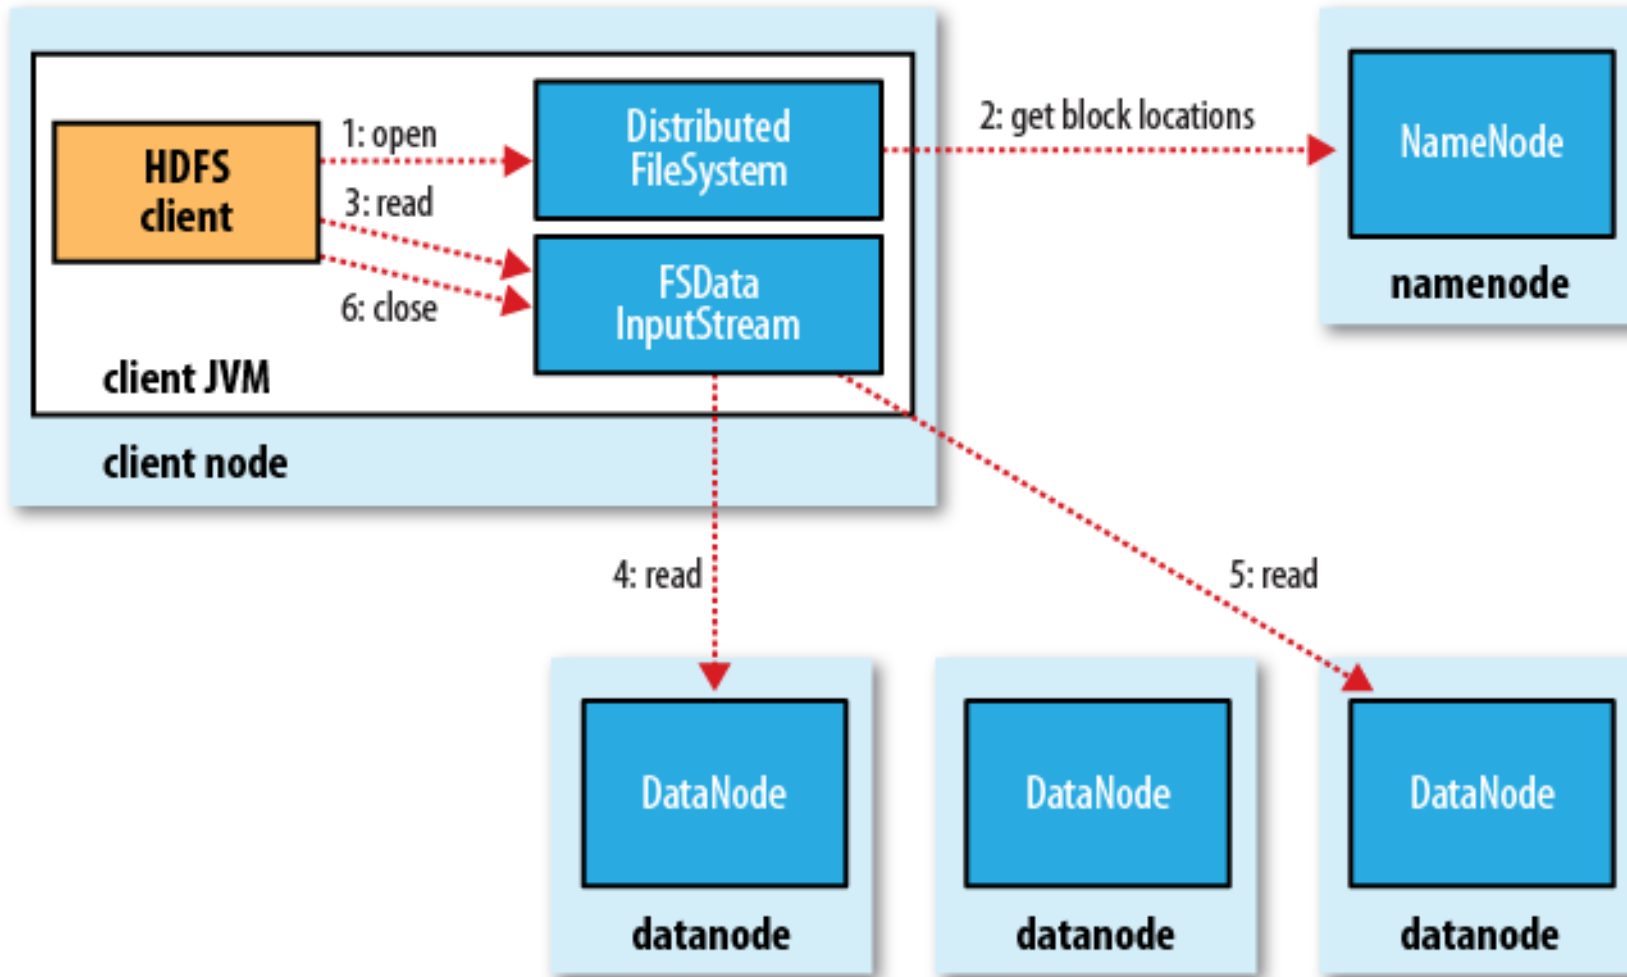 1: open
Distributed
FileSystem
2: get block locations
NameNode
HDFS
client
3: read
FSData
InputStream
6: close
namenode
client JVM
client node
4: read
5: read
DataNode
DataNode
DataNode
datanode
datanode
datanode